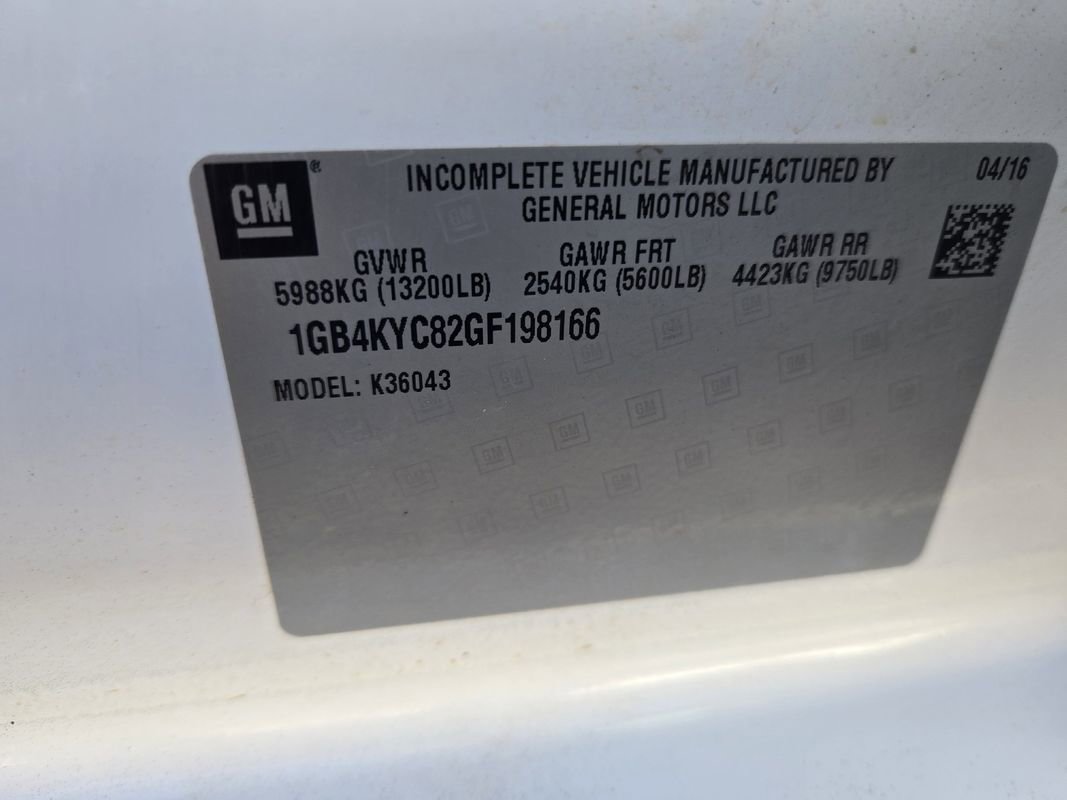 GM ®
INCOMPLETE VEHICLE MANUFACTURED BY
04/16
GENERAL MOTORS LLC
GVWR
GAWR FRT
GAWR RR
5988KG (13200LB)
2540KG (5600LB)
4423KG (9750LB)
1GB4KYC82GF198166
MODEL: K36043